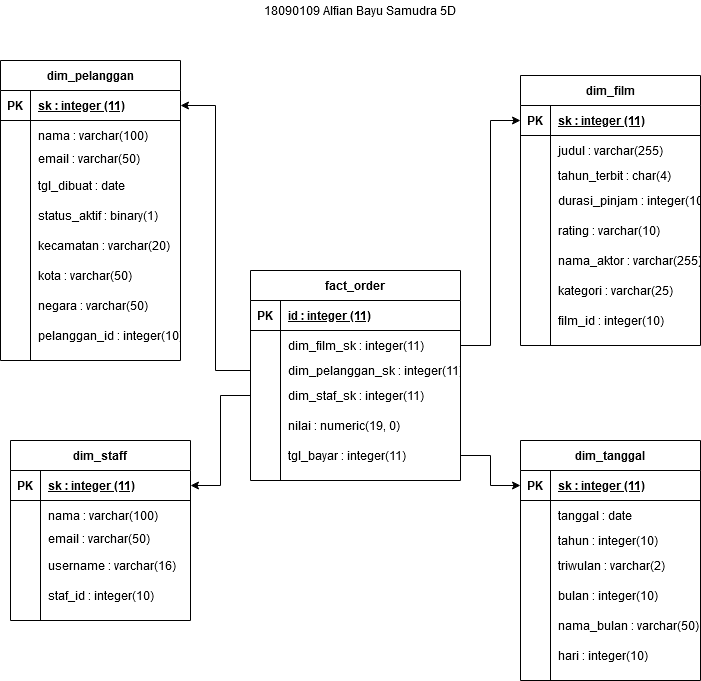 18090109 Alfian Bayu Samudra 5D
dim_pelanggan
PK sk : integer (11)
nama : varchar(100)
email : varchar(50)
tgl_dibuat : date
status_aktif : binary(1)
kecamatan : varchar(20)
kota : varchar(50)
negara : varchar(50)
pelanggan_id : integer(10
dim_film
PK sk : integer (11)
judul : varchar(255)
tahun_terbit : char(4)
durasi_pinjam : integer(10
rating : varchar(10)
nama_aktor : varchar(255)
kategori : varchar(25)
film_id : integer(10)
fact_order
PK id : integer (11)
dim_film_sk : integer(11)
dim_pelanggan_sk : integer(11
dim_staf_sk : integer(11)
nilai : numeric(19, 0)
tgl_bayar : integer(11)
dim_staff
PK sk : integer (11)
nama : varchar(100)
email : varchar(50)
username : varchar(16)
staf_id : integer(10)
dim_tanggal
PK sk : integer (11)
tanggal : date
tahun : integer(10)
triwulan : varchar(2)
bulan : integer(10)
nama_bulan : varchar(50)
hari : integer(10)